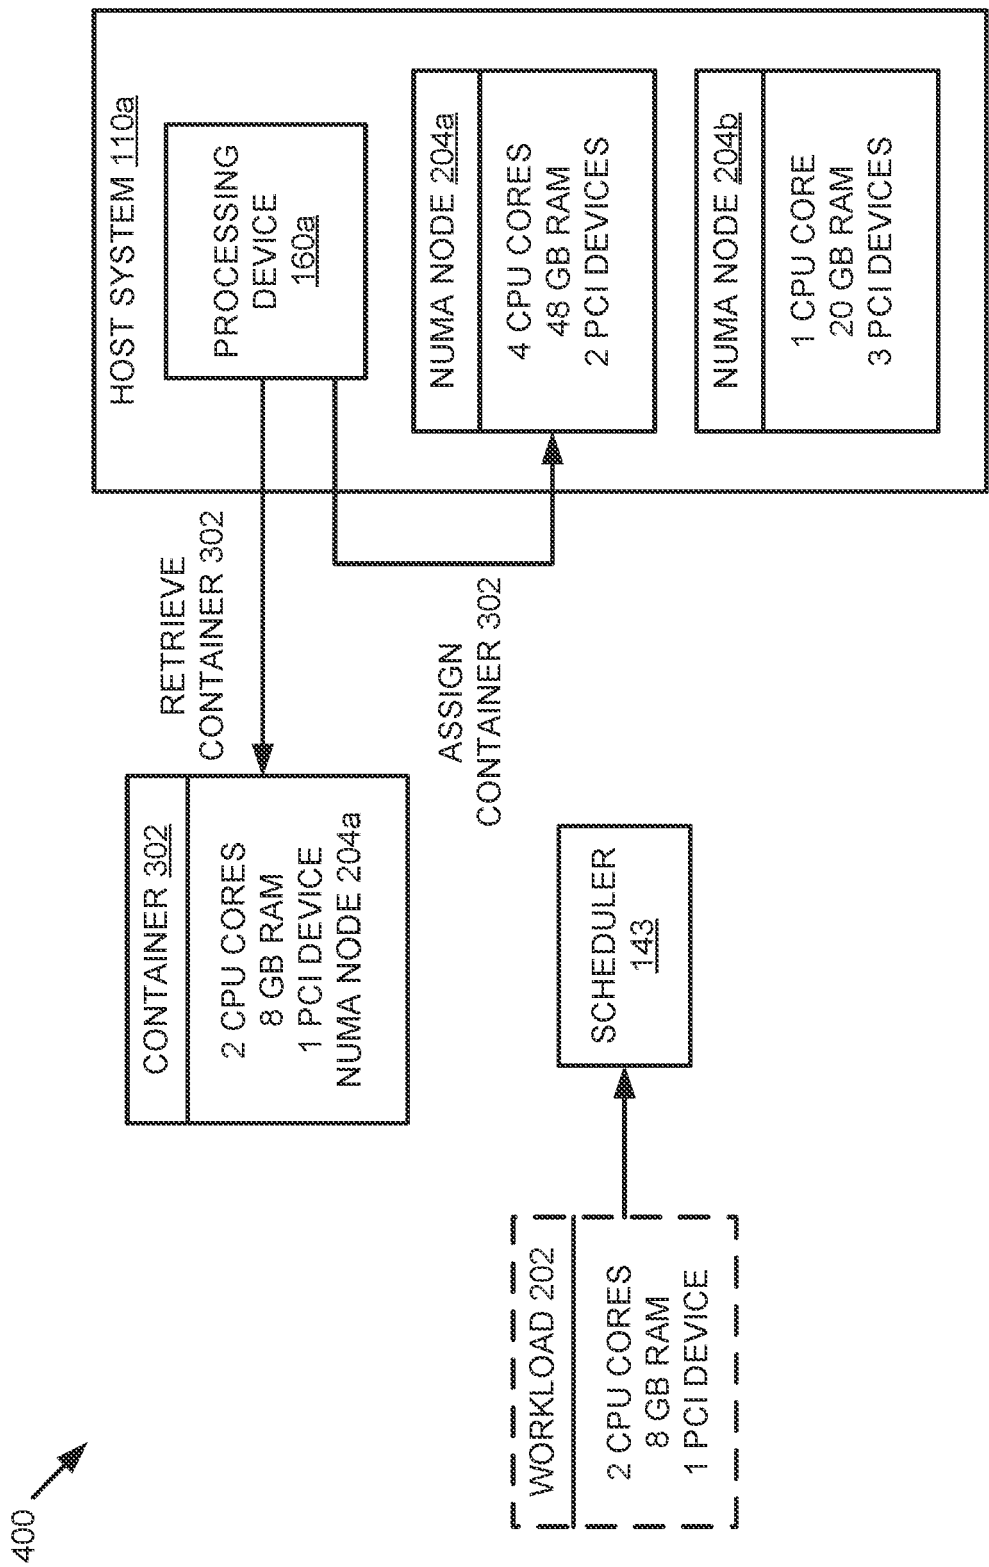 400
WORKLOAD 202
2 CPU CORES
8 GB RAM
1 PCI DEVICE
SCHEDULER
143
CONTAINER 302
2 CPU CORES
8 GB RAM
1 PCI DEVICE
NUMA NODE 204a
RETRIEVE
CONTAINER 302
ASSIGN
CONTAINER 302
HOST SYSTEM 110a
PROCESSING
DEVICE
160a
NUMA NODE 204a
4 CPU CORES
48 GB RAM
2 PCI DEVICES
NUMA NODE 204b
1 CPU CORE
20 GB RAM
3 PCI DEVICES